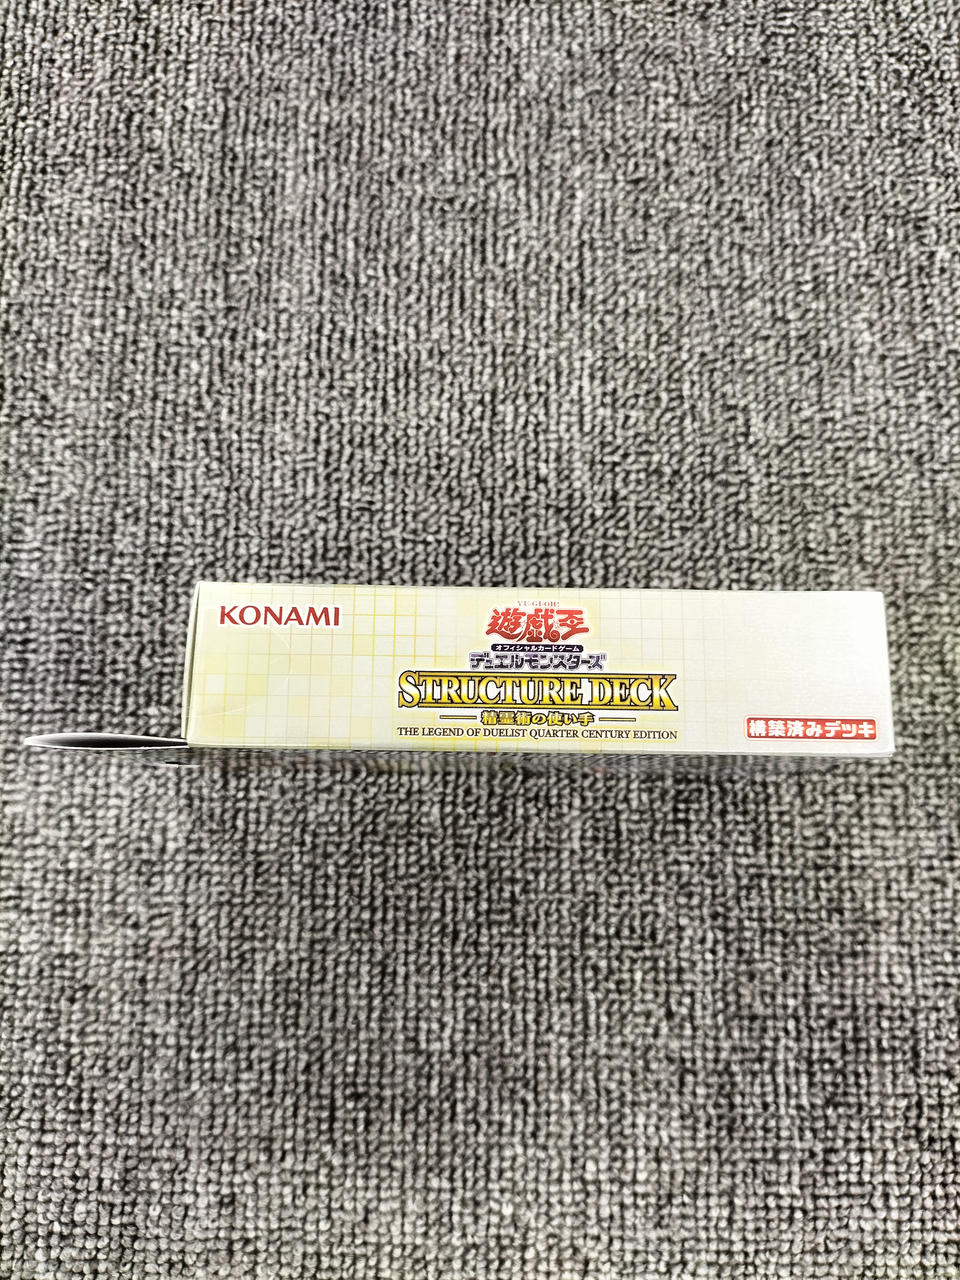 KONAMI
YU-GI-OH!
遊戯王
オフィシャルカードゲーム
デュエルモンスターズ
STRUCTURE DECK
精霊術の使い手
THE LEGEND OF DUELIST QUARTER CENTURY EDITION
構築済みデッキ